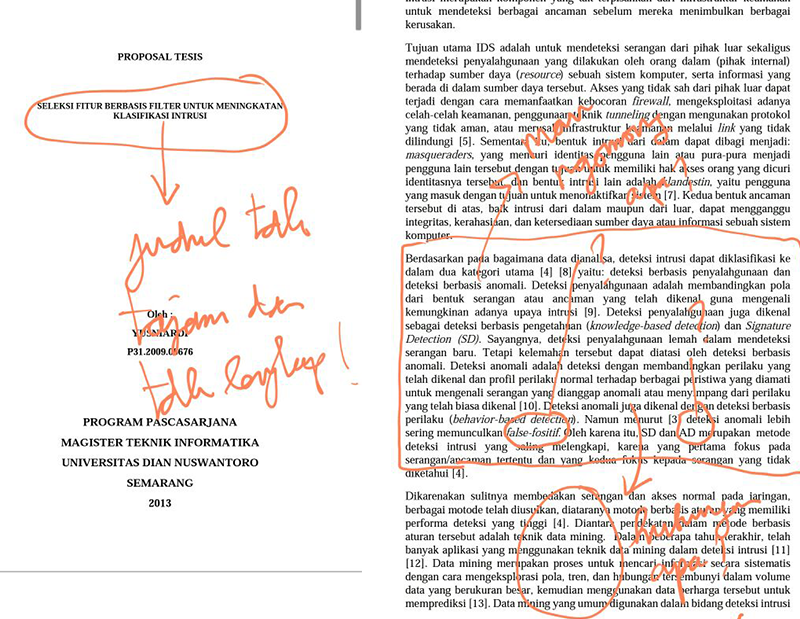 PROPOSAL TESIS
SELEKSI FITUR BERBASIS FILTER UNTUK MENINGKATAN
KLASIFIKASI INTRUSI
judul tdk
tajam dan
tdk lengkap!
Oleh :
YUSNIARDI
P31.2009.05676
PROGRAM PASCASARJANA
MAGISTER TEKNIK INFORMATIKA
UNIVERSITAS DIAN NUSWANTORO
SEMARANG
2013
untuk mendeteksi berbagai ancaman sebelum mereka menimbulkan berbagai
kerusakan.
Tujuan utama IDS adalah untuk mendeteksi serangan dari pihak luar sekaligus
mendeteksi penyalahgunaan yang dilakukan oleh orang dalam (pihak internal)
terhadap sumber daya (resource) sebuah sistem komputer, serta informasi yang
berada di dalam sumber daya tersebut. Akses yang tidak sah dari pihak luar dapat
terjadi dengan cara memanfaatkan kebocoran firewall, mengeksploitasi adanya
celah-celah keamanan, penggunaan teknik tunneling dengan mengunakan protokol
yang tidak aman, atau merusak infrastruktur keamanan melalui link yang tidak
dilindungi [5]. Sementara itu, bentuk intrusi dari dalam dapat dibagi menjadi:
masqueraders, yang mencuri identitas pengguna lain atau pura-pura menjadi
pengguna lain tersebut dengan tujuan untuk memiliki hak akses orang yang dicuri
identitasnya tersebut, dan bentuk intrusi lain adalah klandestin, yaitu pengguna
yang masuk dengan tujuan untuk menonaktifkan sistem [7]. Kedua bentuk ancaman
tersebut di atas, baik intrusi dari dalam maupun dari luar, dapat mengganggu
integritas, kerahasian, dan ketersediaan sumber daya atau informasi sebuah sistem
komputer.
mau
ngomong
apa?
Berdasarkan pada bagaimana data dianalisa, deteksi intrusi dapat diklasifikasi ke
dalam dua kategori utama [4] [8] yaitu: deteksi berbasis penyalahgunaan dan
deteksi berbasis anomali. Deteksi penyalahgunaan adalah membandingkan pola
dari bentuk serangan atau ancaman yang telah dikenal guna mengenali
kemungkinan adanya upaya intrusi [9]. Deteksi penyalahgunaan juga dikenal
sebagai deteksi berbasis pengetahuan (knowledge-based detection) dan Signature
Detection (SD). Sayangnya, deteksi penyalahgunaan lemah dalam mendeteksi
serangan baru. Tetapi kelemahan tersebut dapat diatasi oleh deteksi berbasis
anomali. Deteksi anomali adalah deteksi dengan membandingkan perilaku yang
telah dikenal dan profil perilaku normal terhadap berbagai peristiwa yang diamati
untuk mengenali serangan yang dianggap anomali atau menyimpang dari perilaku
yang telah biasa dikenal [10]. Deteksi anomali juga dikenal dengan deteksi berbasis
perilaku (behavior-based detection). Namun menurut [3] deteksi anomali lebih
sering memunculkan false-fositif. Oleh karena itu, SD dan AD merupakan metode
deteksi intrusi yang saling melengkapi, karena yang pertama fokus pada
serangan/ancaman tertentu dan yang kedua fokus kepada serangan yang tidak
diketahui [4].
?
?
hubungan
apa?
Dikarenakan sulitnya membedakan serangan dan akses normal pada jaringan,
berbagai motode telah diusulkan, diataranya motode berbasis aturan yang memiliki
performa deteksi yang tinggi [4]. Diantara pendekatan dalam metode berbasis
aturan tersebut adalah teknik data mining. Dalam beberapa tahun terakhir, telah
banyak aplikasi yang menggunakan teknik data mining dalam deteksi intrusi [11]
[12]. Data mining merupakan proses untuk mencari informasi secara sistematis
dengan cara mengeksplorasi pola, tren, dan hubungan tersembunyi dalam volume
data yang berukuran besar, kemudian menggunakan data berharga tersebut untuk
memprediksi [13]. Data mining yang umum digunakan dalam bidang deteksi intrusi